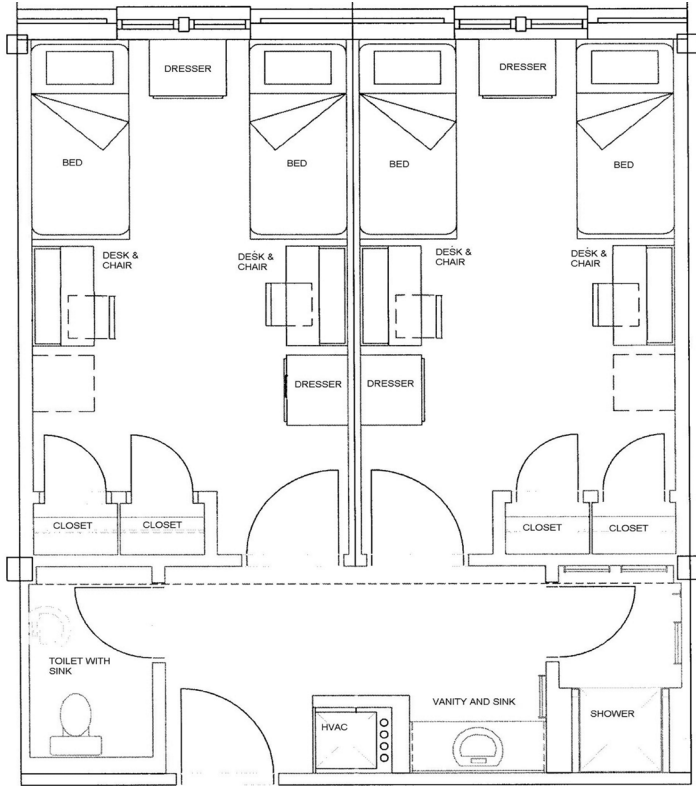 DRESSER
DRESSER
BED
BED
BED
BED
DESK &
CHAIR
DESK &
CHAIR
DESK &
CHAIR
DESK &
CHAIR
DRESSER
DRESSER
CLOSET
CLOSET
CLOSET
CLOSET
TOILET WITH
SINK
HVAC
VANITY AND SINK
SHOWER